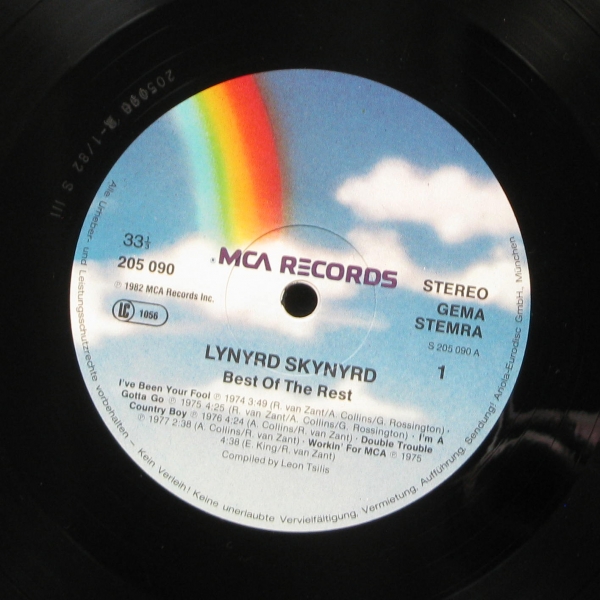 MCA RECORDS
33⅓
205 090
℗ 1982 MCA Records Inc.
LC 1056
STEREO
GEMA
STEMRA
S 205 090 A
1
LYNYRD SKYNYRD
Best Of The Rest
I've Been Your Fool ℗ 1974 3:49 (R. van Zant/A. Collins/G. Rossington) ·
Gotta Go ℗ 1975 4:25 (R. van Zant/A. Collins/G. Rossington) · I'm A
Country Boy ℗ 1976 4:24 (A. Collins/R. van Zant) · Double Trouble
℗ 1977 2:38 (A. Collins/R. van Zant) · Workin' For MCA ℗ 1975
4:38 (E. King/R. van Zant)
Compiled by Leon Tsilis
Alle Urheber- und Leistungsschutzrechte vorbehalten – Kein Verleih! Keine unerlaubte Vervielfältigung, Vermietung, Aufführung, Sendung! Ariola-Eurodisc GmbH., München